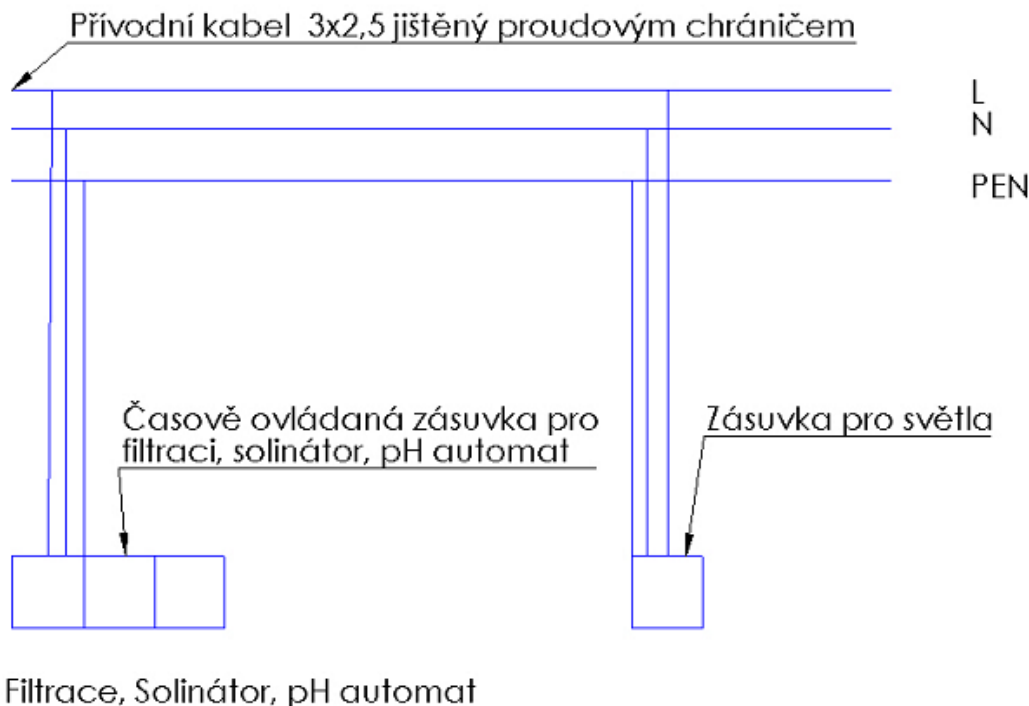 Přívodní kabel 3x2,5 jištěný proudovým chráničem
L
N
PEN
Časově ovládaná zásuvka pro
filtraci, solinátor, pH automat
Zásuvka pro světla
Filtrace, Solinátor, pH automat